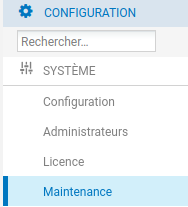 CONFIGURATION
Rechercher...
SYSTÈME
Configuration
Administrateurs
Licence
Maintenance